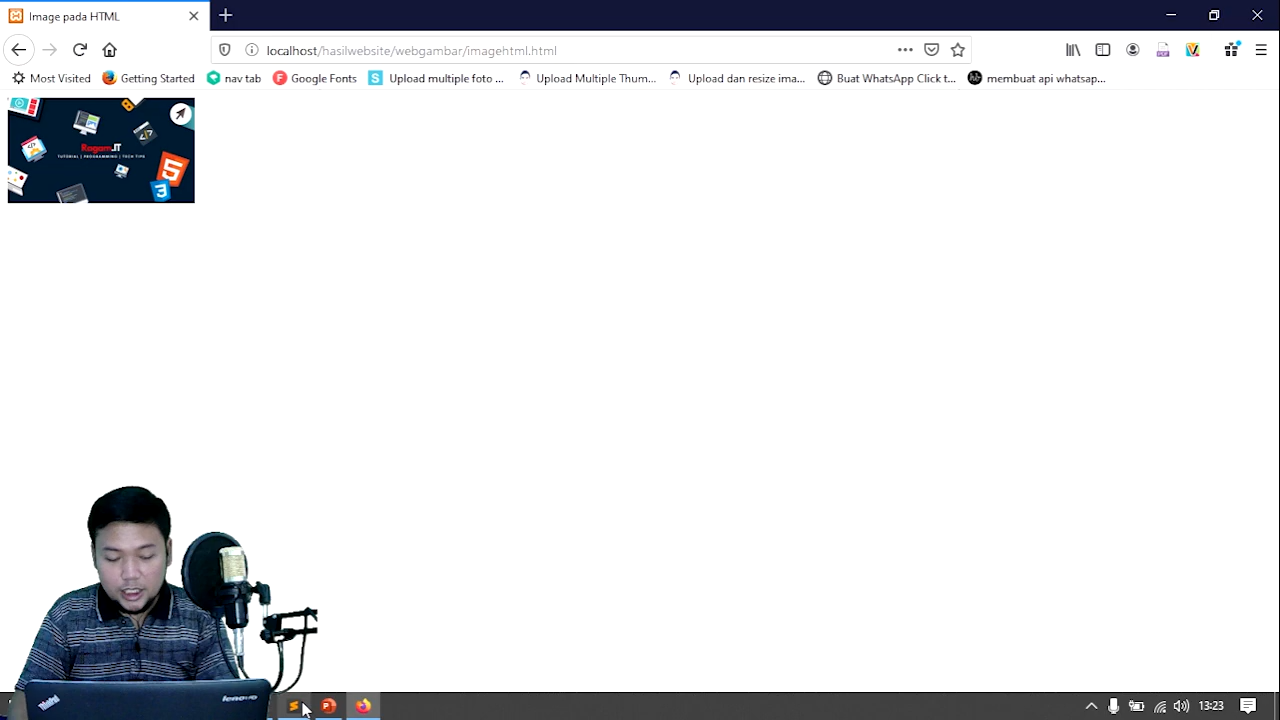 Image pada HTML
localhost/hasilwebsite/webgambar/imagehtml.html
Most Visited
Getting Started
nav tab
Google Fonts
Upload multiple foto ...
Upload Multiple Thum...
Upload dan resize ima...
Buat WhatsApp Click t...
membuat api whatsap...
Ragam.IT
TUTORIAL | PROGRAMMING | TECH TIPS
ThinkPad
lenovo
13:23